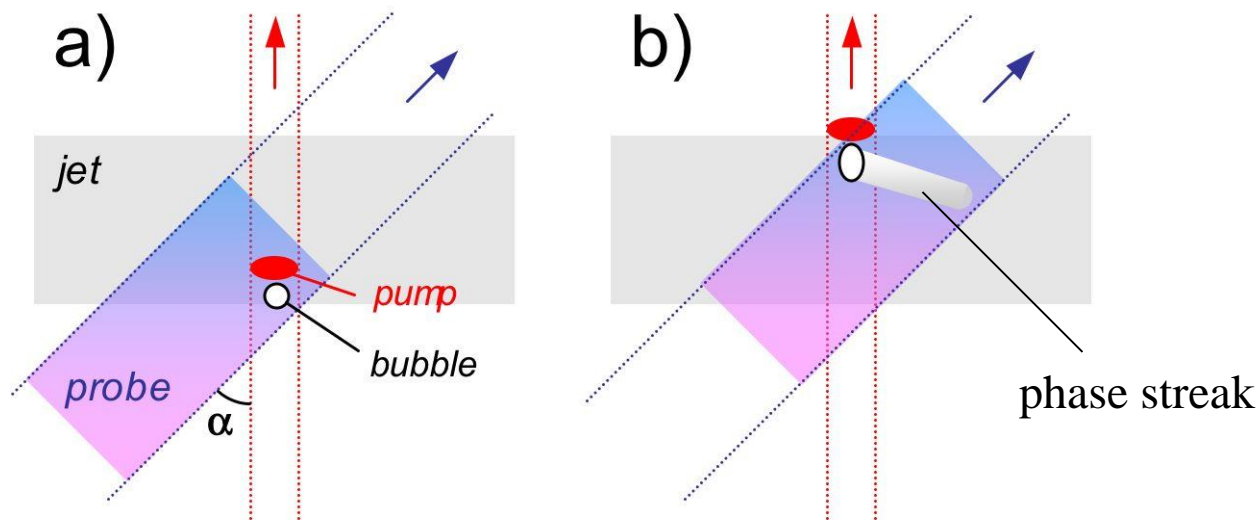 a)
jet
pump
bubble
probe
α
b)
phase streak